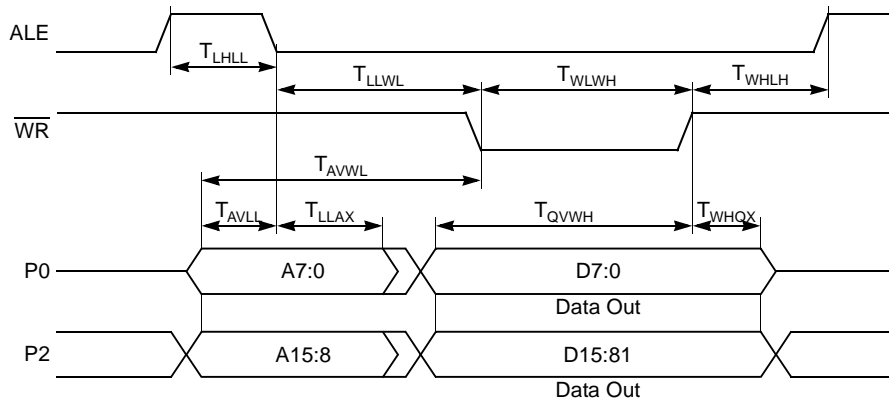 ALE
T_LHLL
T_LLWL
T_WLWH
T_WHLH
WR
T_AVWL
T_AVLL
T_LLAX
T_QVWH
T_WHQX
P0
A7:0
D7:0
Data Out
P2
A15:8
D15:81
Data Out